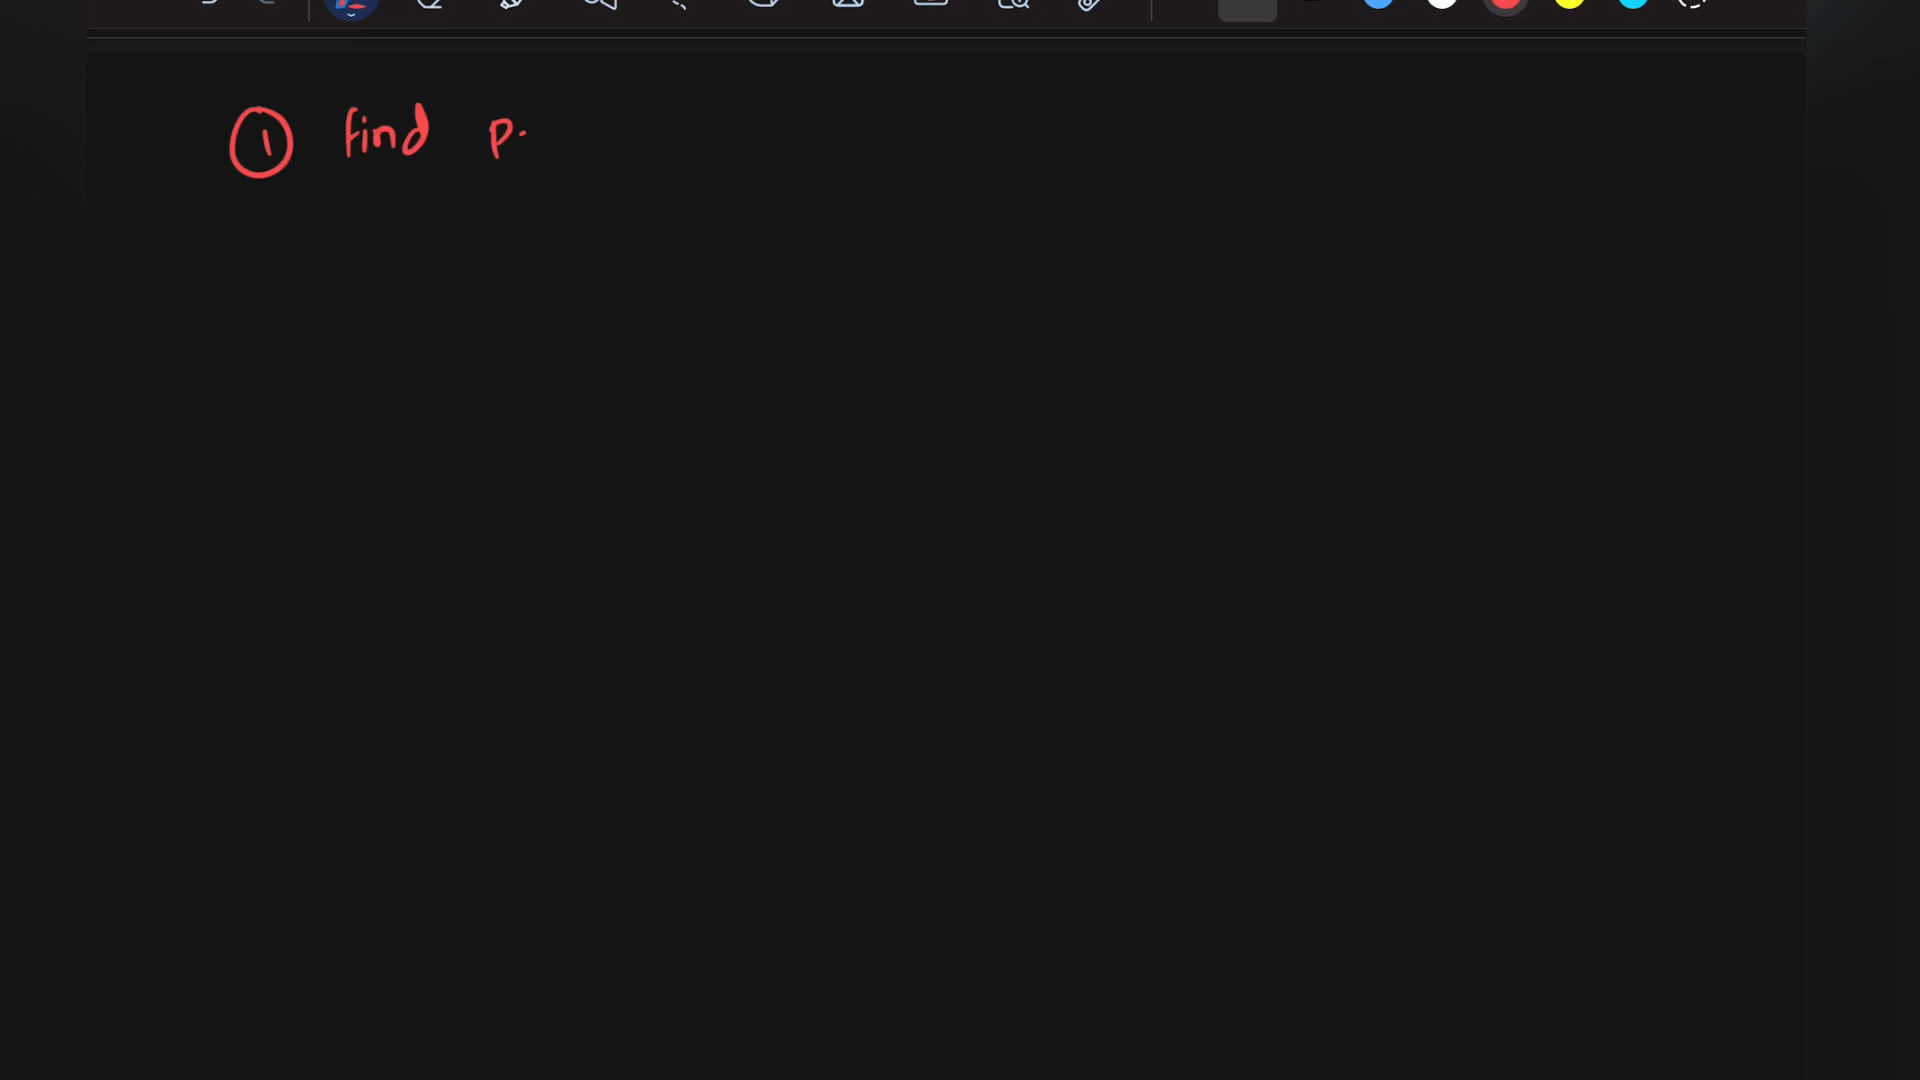 ① find p.